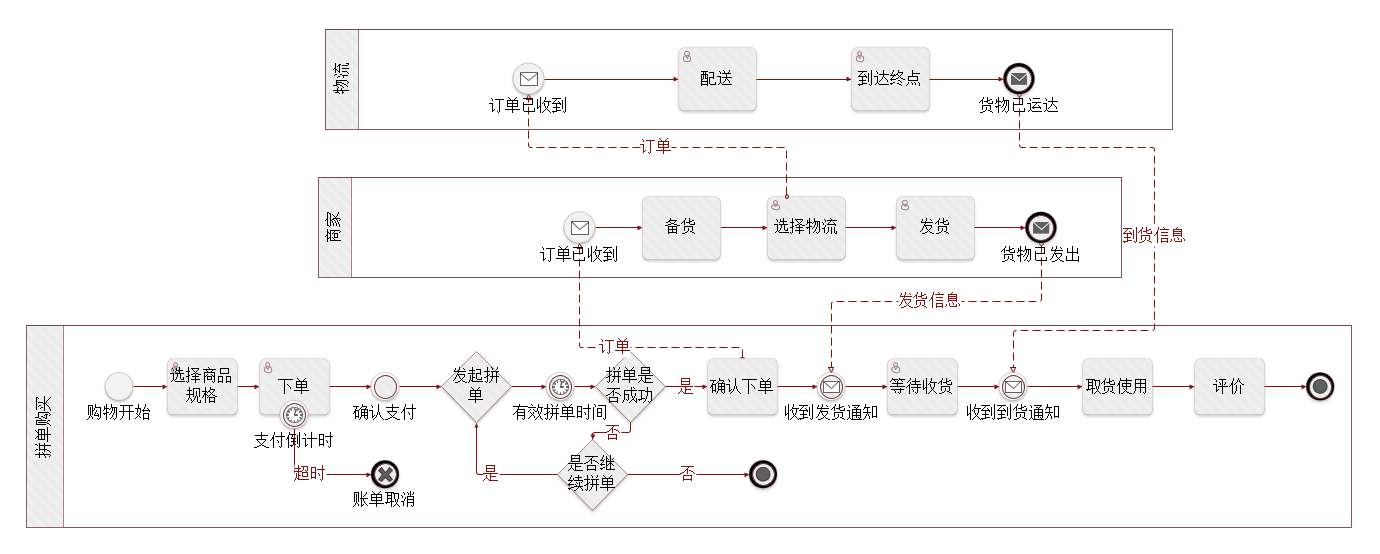 物流
订单已收到
配送
到达终点
货物已运达
订单
商家
订单已收到
备货
选择物流
发货
货物已发出
到货信息
发货信息
订单
拼单购买
购物开始
选择商品
规格
下单
支付倒计时
超时
账单取消
确认支付
发起拼
单
有效拼单时间
拼单是
否成功
是
否
是否继
续拼单
是
否
确认下单
收到发货通知
等待收货
收到到货通知
取货使用
评价